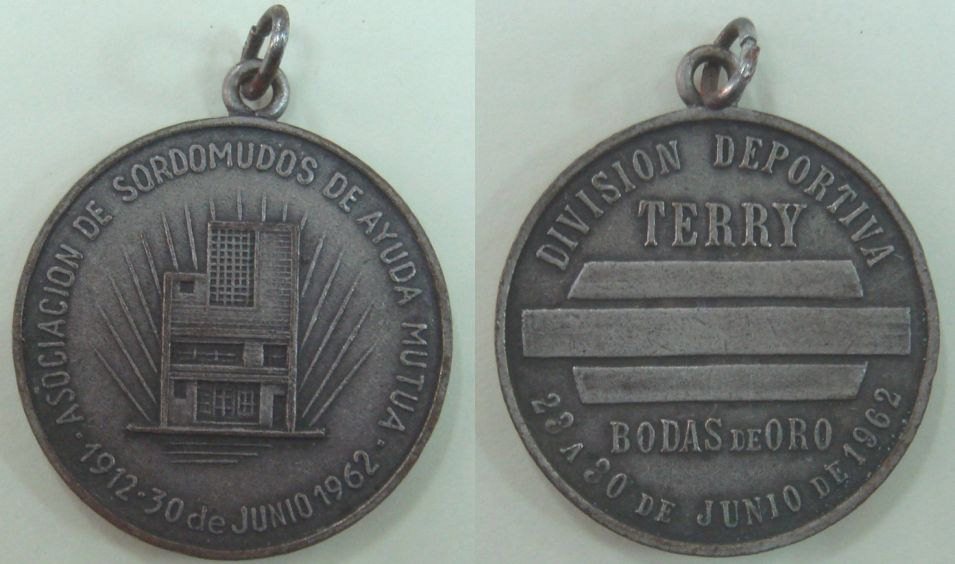 ASOCIACION DE SORDOMUDOS DE AYUDA MUTUA
1912 · 30 de JUNIO 1962
DIVISION DEPORTIVA
TERRY
BODAS DE ORO
23 A 30 DE JUNIO DE 1962